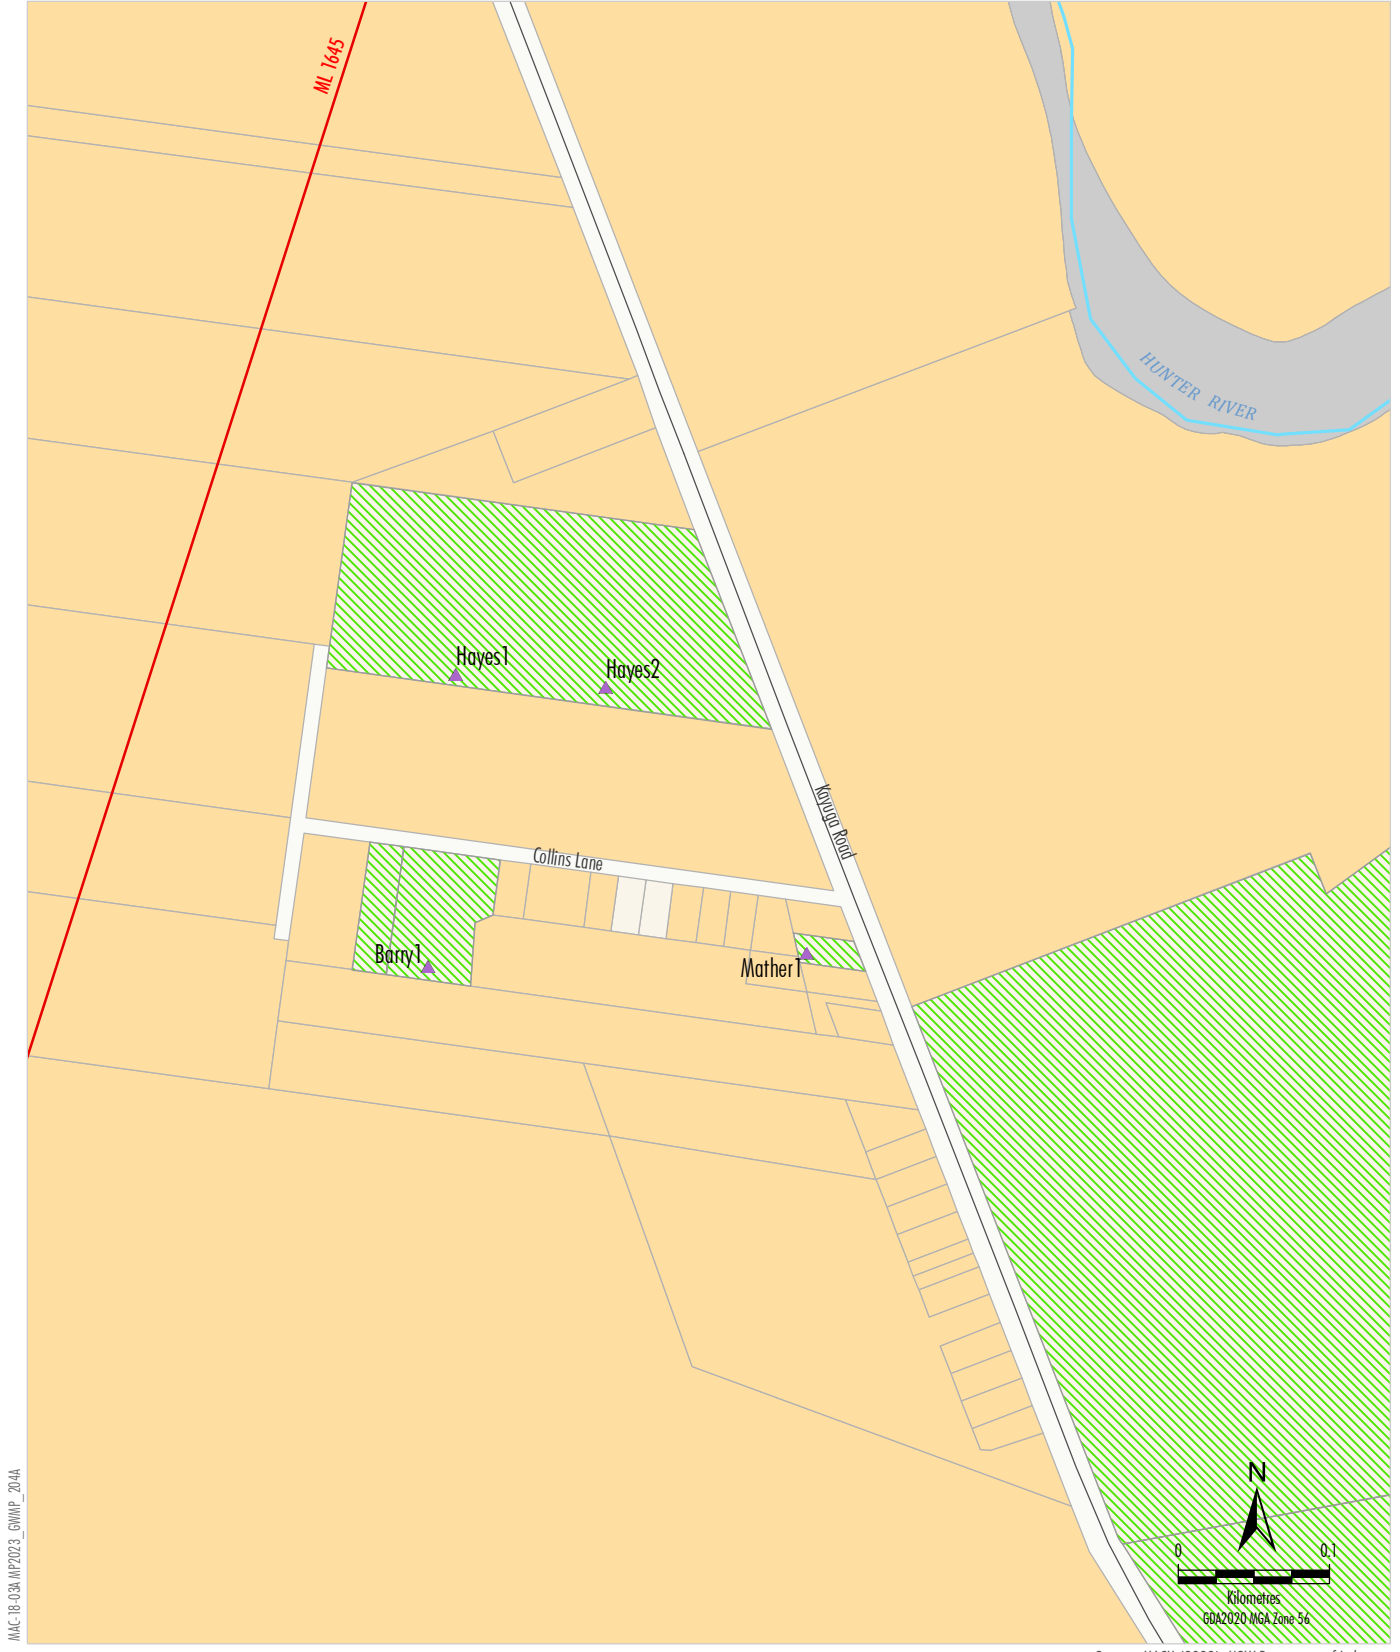 ML 1645
HUNTER RIVER
Hayes1
Hayes2
Kayuga Road
Collins Lane
Barry1
Mather1
N
0 0.1
Kilometres
GDA2020 MGA Zone 56
MAC-18-03A MP2023_GWMP_204A